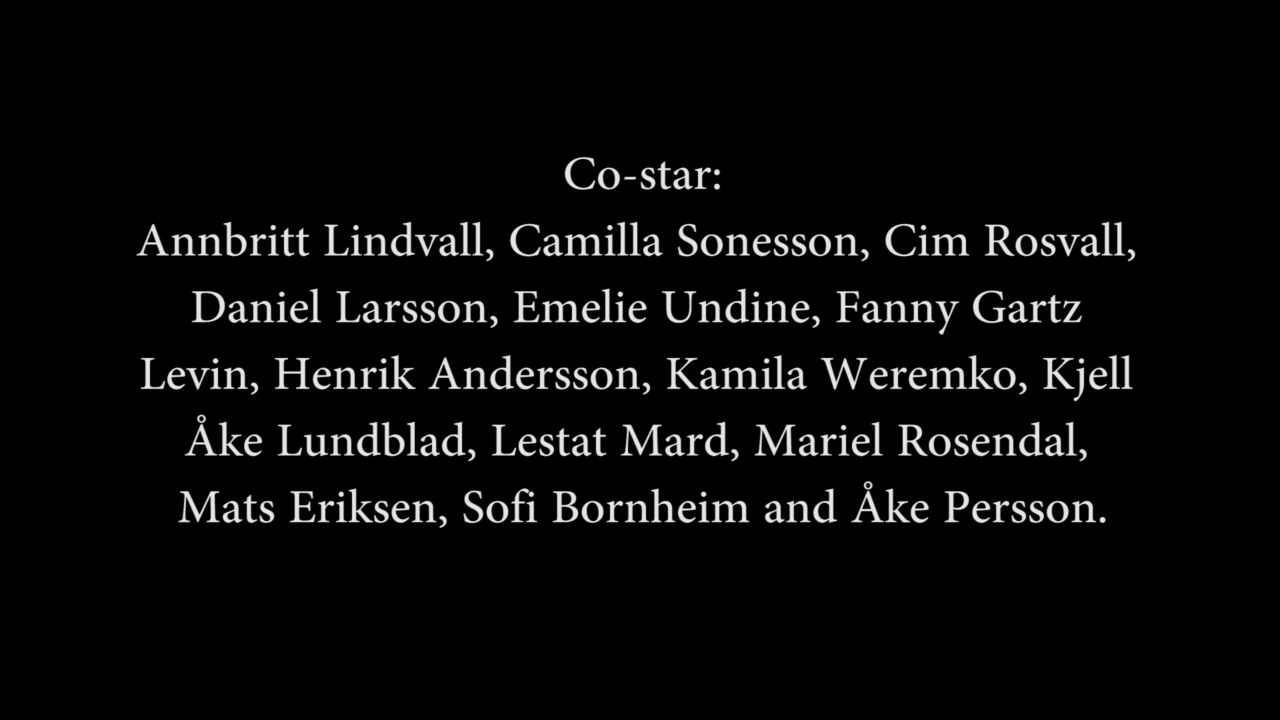 Co-star:
Annbritt Lindvall, Camilla Sonesson, Cim Rosvall,
Daniel Larsson, Emelie Undine, Fanny Gartz
Levin, Henrik Andersson, Kamila Weremko, Kjell
Åke Lundblad, Lestat Mard, Mariel Rosendal,
Mats Eriksen, Sofi Bornheim and Åke Persson.